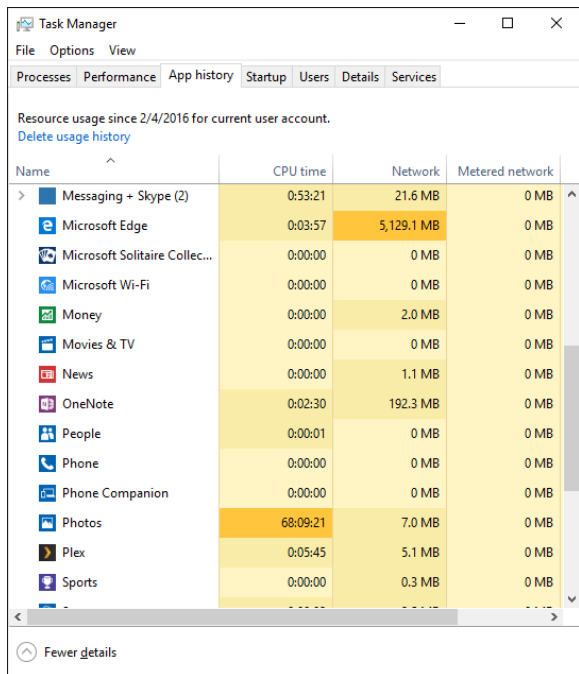 Task Manager
File Options View
Processes Performance App history Startup Users Details Services
Resource usage since 2/4/2016 for current user account.
Delete usage history
Name CPU time Network Metered network
Messaging + Skype (2) 0:53:21 21.6 MB 0 MB
Microsoft Edge 0:03:57 5,129.1 MB 0 MB
Microsoft Solitaire Collec... 0:00:00 0 MB 0 MB
Microsoft Wi-Fi 0:00:00 0 MB 0 MB
Money 0:00:00 2.0 MB 0 MB
Movies & TV 0:00:00 0 MB 0 MB
News 0:00:00 1.1 MB 0 MB
OneNote 0:02:30 192.3 MB 0 MB
People 0:00:01 0 MB 0 MB
Phone 0:00:00 0 MB 0 MB
Phone Companion 0:00:00 0 MB 0 MB
Photos 68:09:21 7.0 MB 0 MB
Plex 0:05:45 5.1 MB 0 MB
Sports 0:00:00 0.3 MB 0 MB
Fewer details